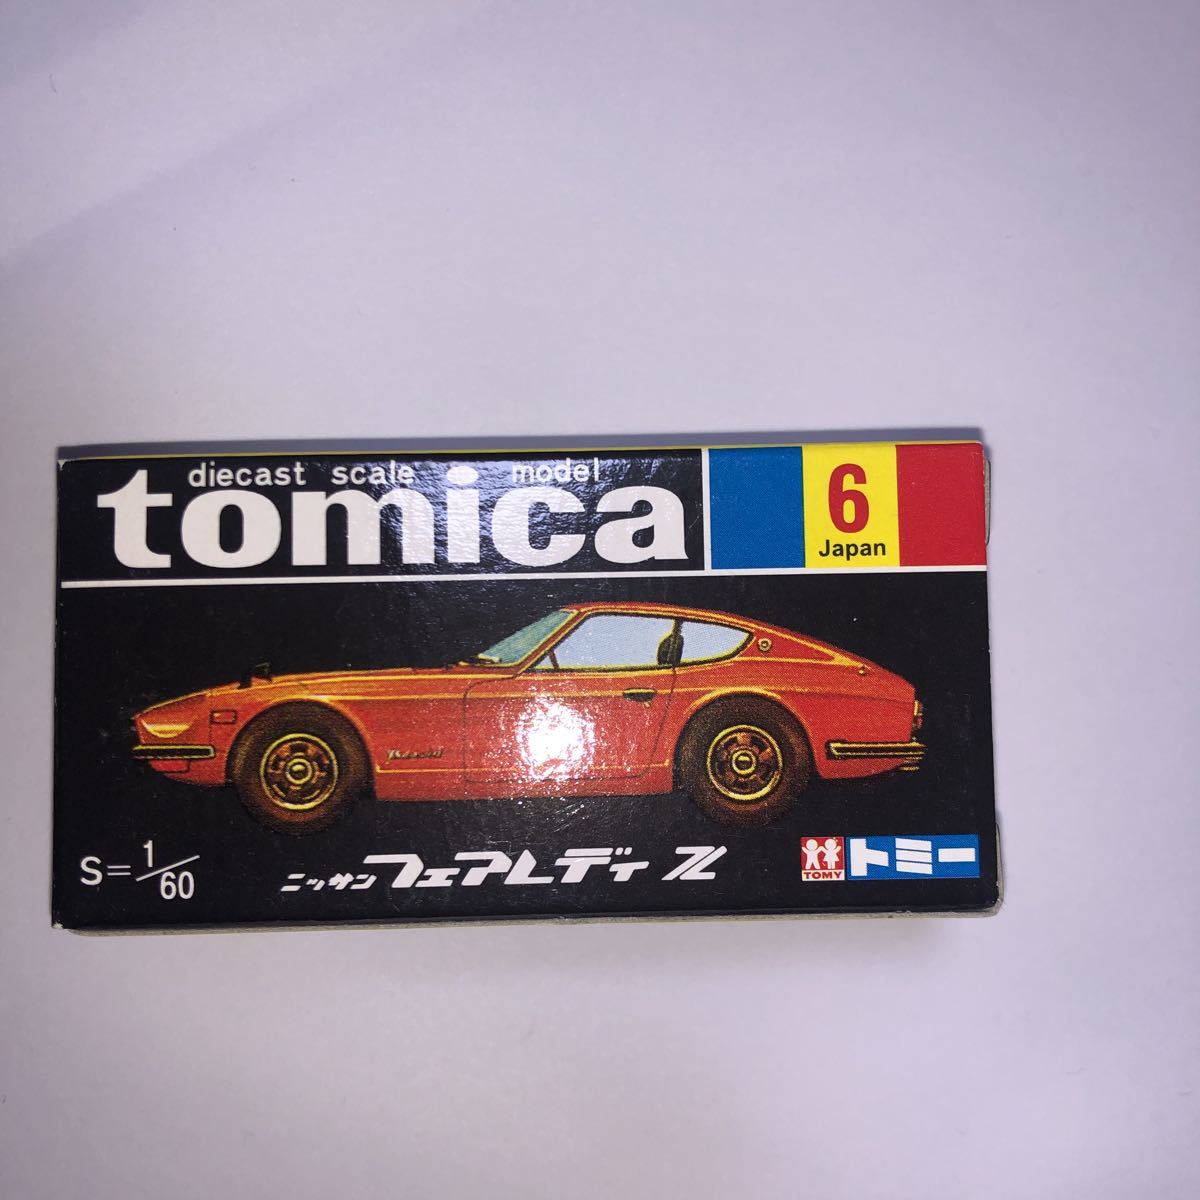 diecast scale model
tomica
6
Japan
S=1/60
ニッサン フェアレディ Z
TOMY
トミー